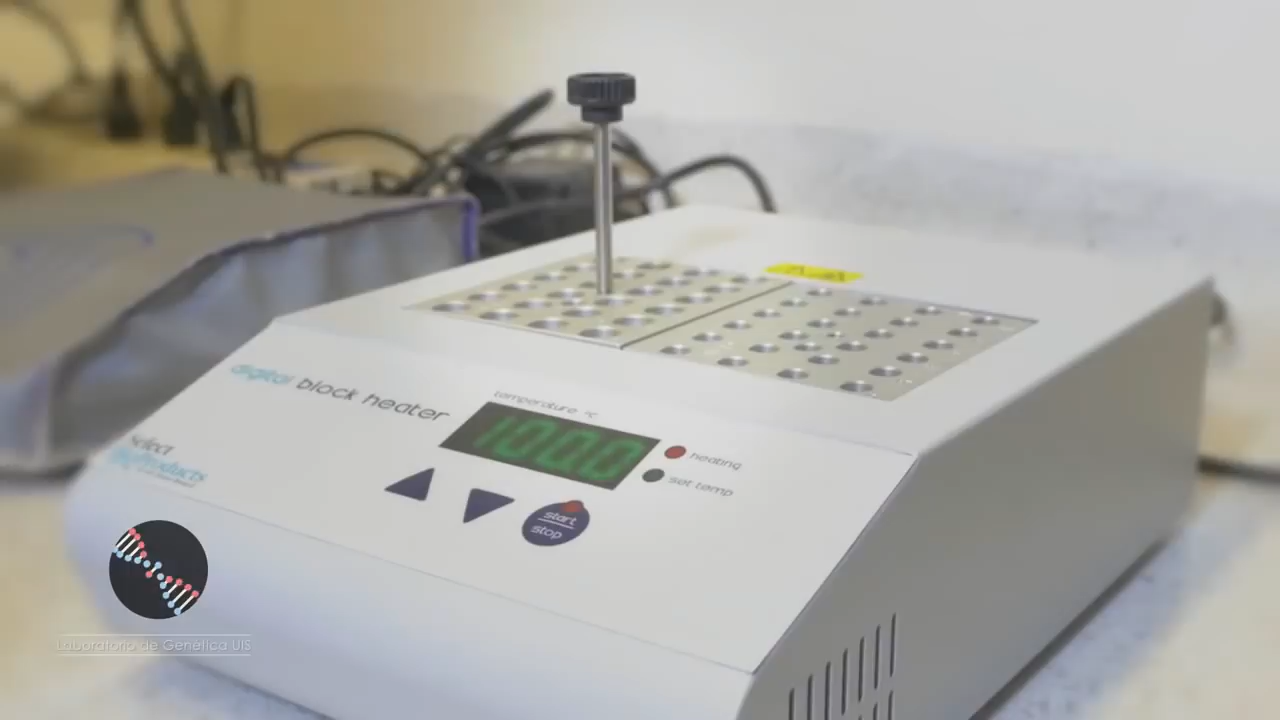 digital block heater
temperature °C
100.0
heating
set temp
Select
BioProducts
start
stop
Laboratorio de Genética UIS